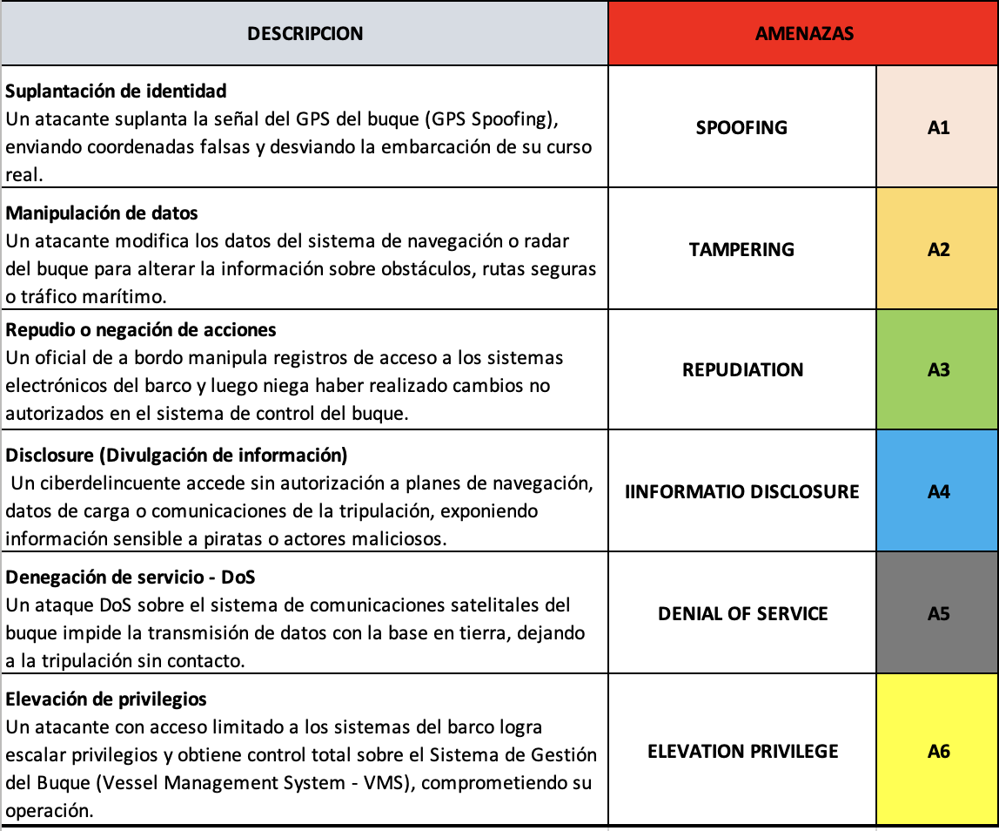 DESCRIPCION
AMENAZAS
Suplantación de identidad
Un atacante suplanta la señal del GPS del buque (GPS Spoofing),
enviando coordenadas falsas y desviando la embarcación de su curso
real.
SPOOFING
A1
Manipulación de datos
Un atacante modifica los datos del sistema de navegación o radar
del buque para alterar la información sobre obstáculos, rutas seguras
o tráfico marítimo.
TAMPERING
A2
Repudio o negación de acciones
Un oficial de a bordo manipula registros de acceso a los sistemas
electrónicos del barco y luego niega haber realizado cambios no
autorizados en el sistema de control del buque.
REPUDIATION
A3
Disclosure (Divulgación de información)
Un ciberdelincuente accede sin autorización a planes de navegación,
datos de carga o comunicaciones de la tripulación, exponiendo
información sensible a piratas o actores maliciosos.
IINFORMATIO DISCLOSURE
A4
Denegación de servicio - DoS
Un ataque DoS sobre el sistema de comunicaciones satelitales del
buque impide la transmisión de datos con la base en tierra, dejando
a la tripulación sin contacto.
DENIAL OF SERVICE
A5
Elevación de privilegios
Un atacante con acceso limitado a los sistemas del barco logra
escalar privilegios y obtiene control total sobre el Sistema de Gestión
del Buque (Vessel Management System - VMS), comprometiendo su
operación.
ELEVATION PRIVILEGE
A6